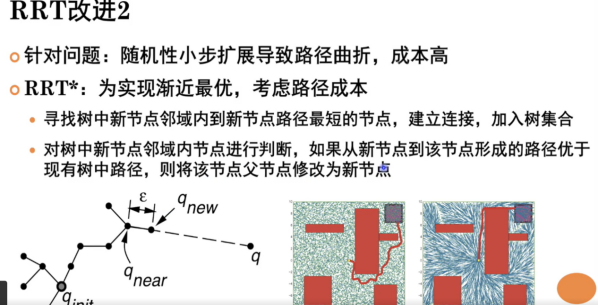 RRT改进2
针对问题：随机性小步扩展导致路径曲折，成本高
RRT*：为实现渐近最优，考虑路径成本
寻找树中新节点邻域内到新节点路径最短的节点，建立连接，加入树集合
对树中新节点邻域内节点进行判断，如果从新节点到该节点形成的路径优于
现有树中路径，则将该节点父节点修改为新节点
ε
q new
q
q near
q init